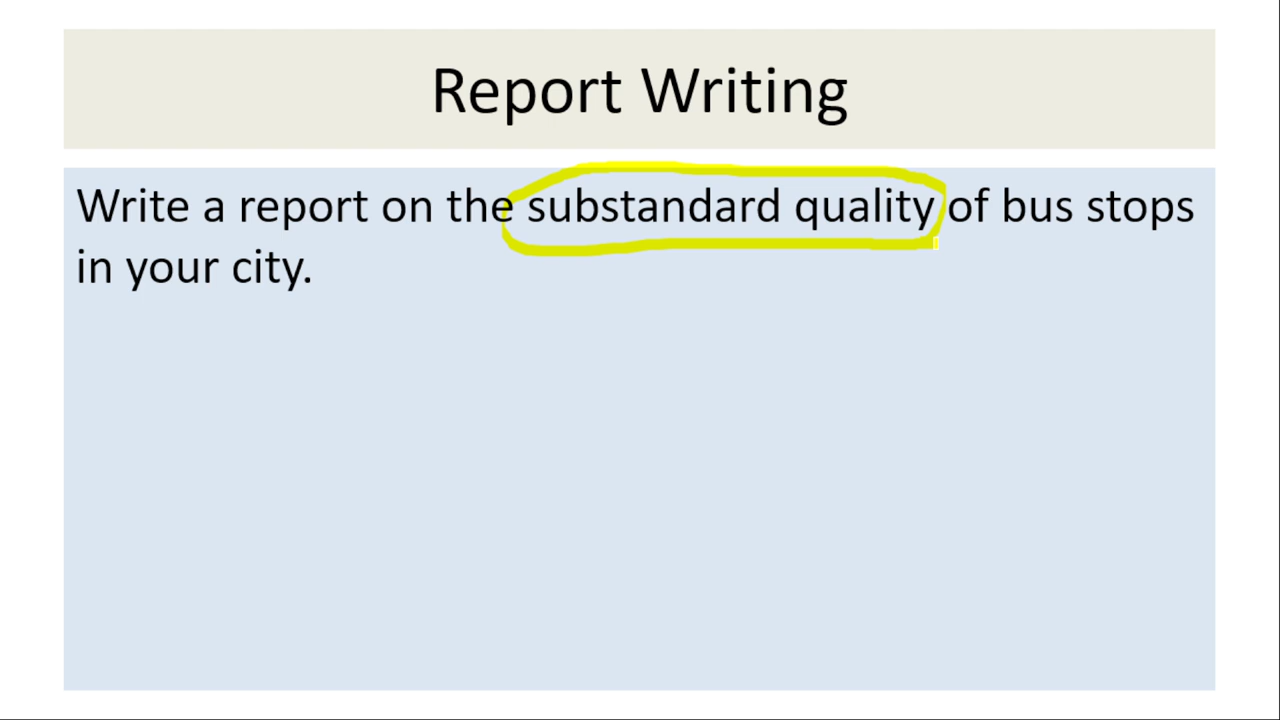 Report Writing
Write a report on the substandard quality of bus stops
in your city.